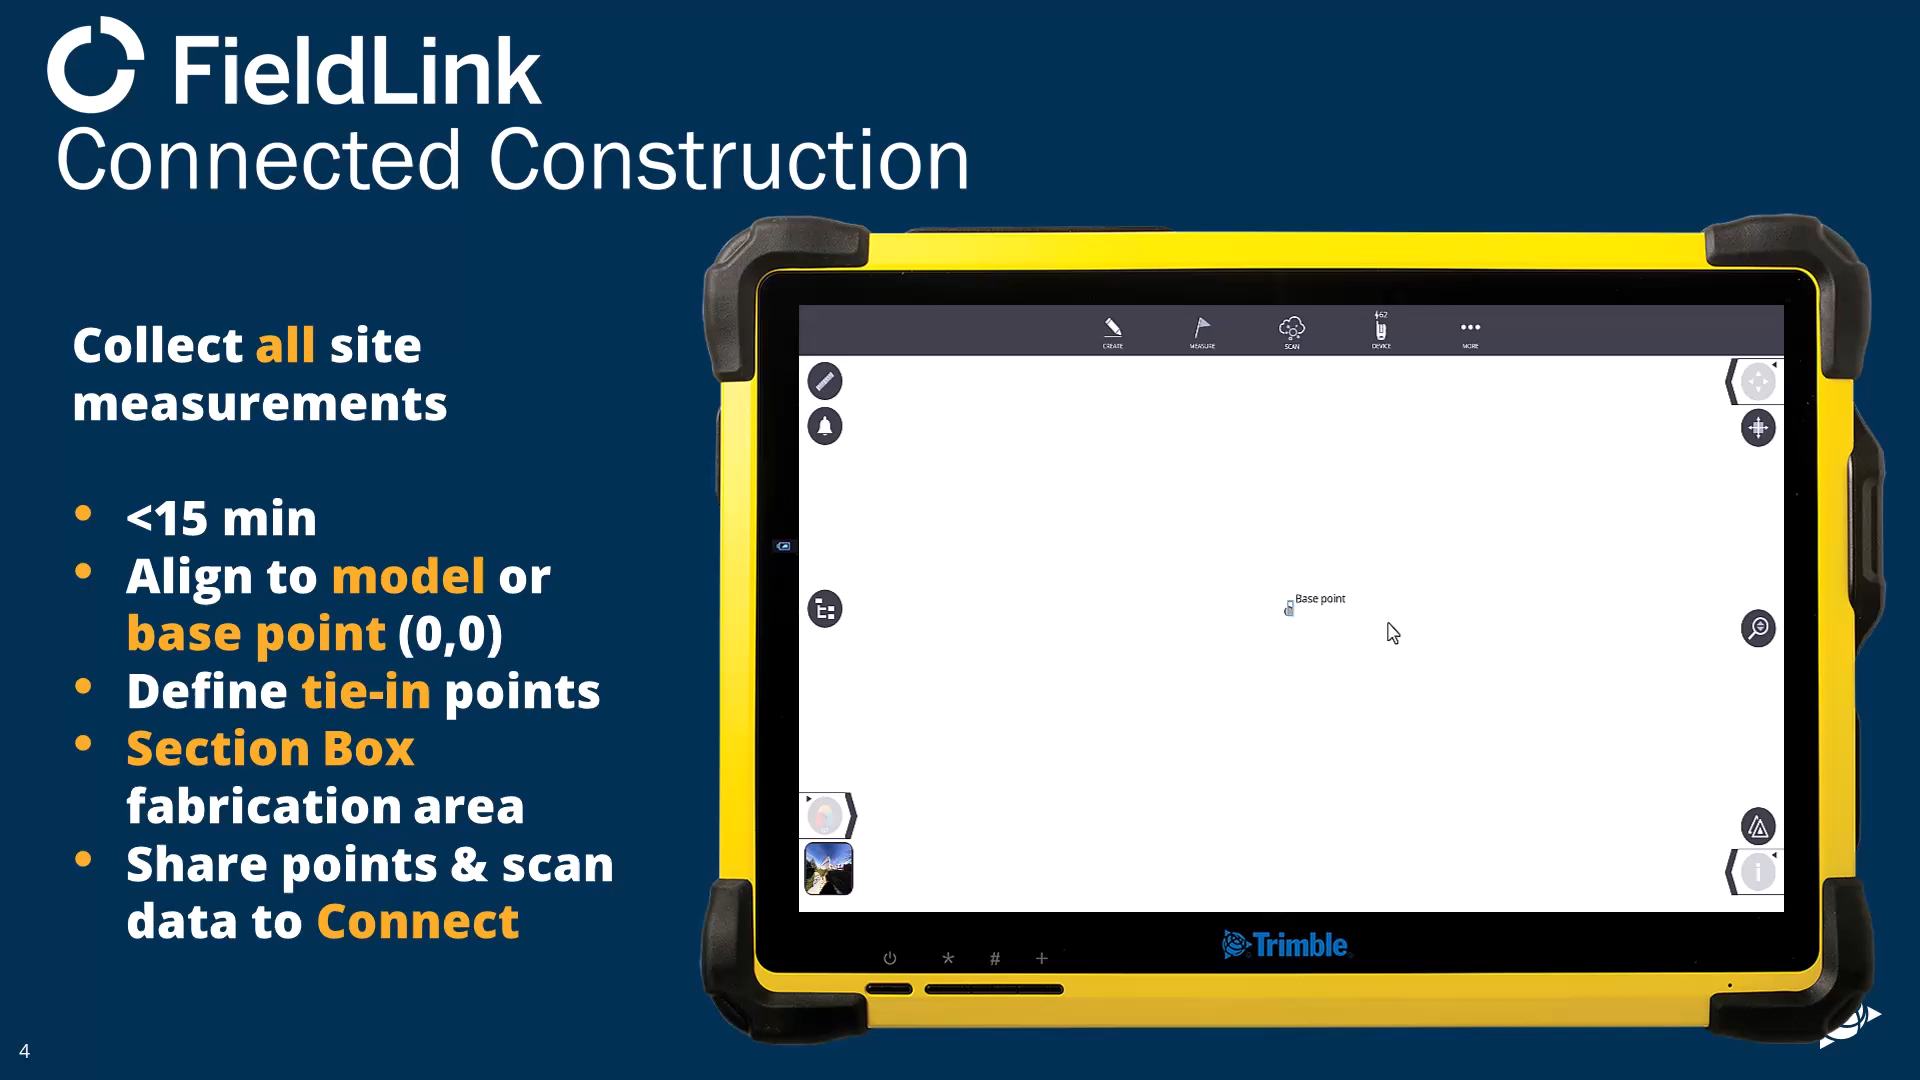 FieldLink
Connected Construction
Collect all site
measurements
• <15 min
• Align to model or
base point (0,0)
• Define tie-in points
• Section Box
fabrication area
• Share points & scan
data to Connect
62
CREATE
MEASURE
SCAN
DEVICE
MORE
Base point
Trimble
* # +
4